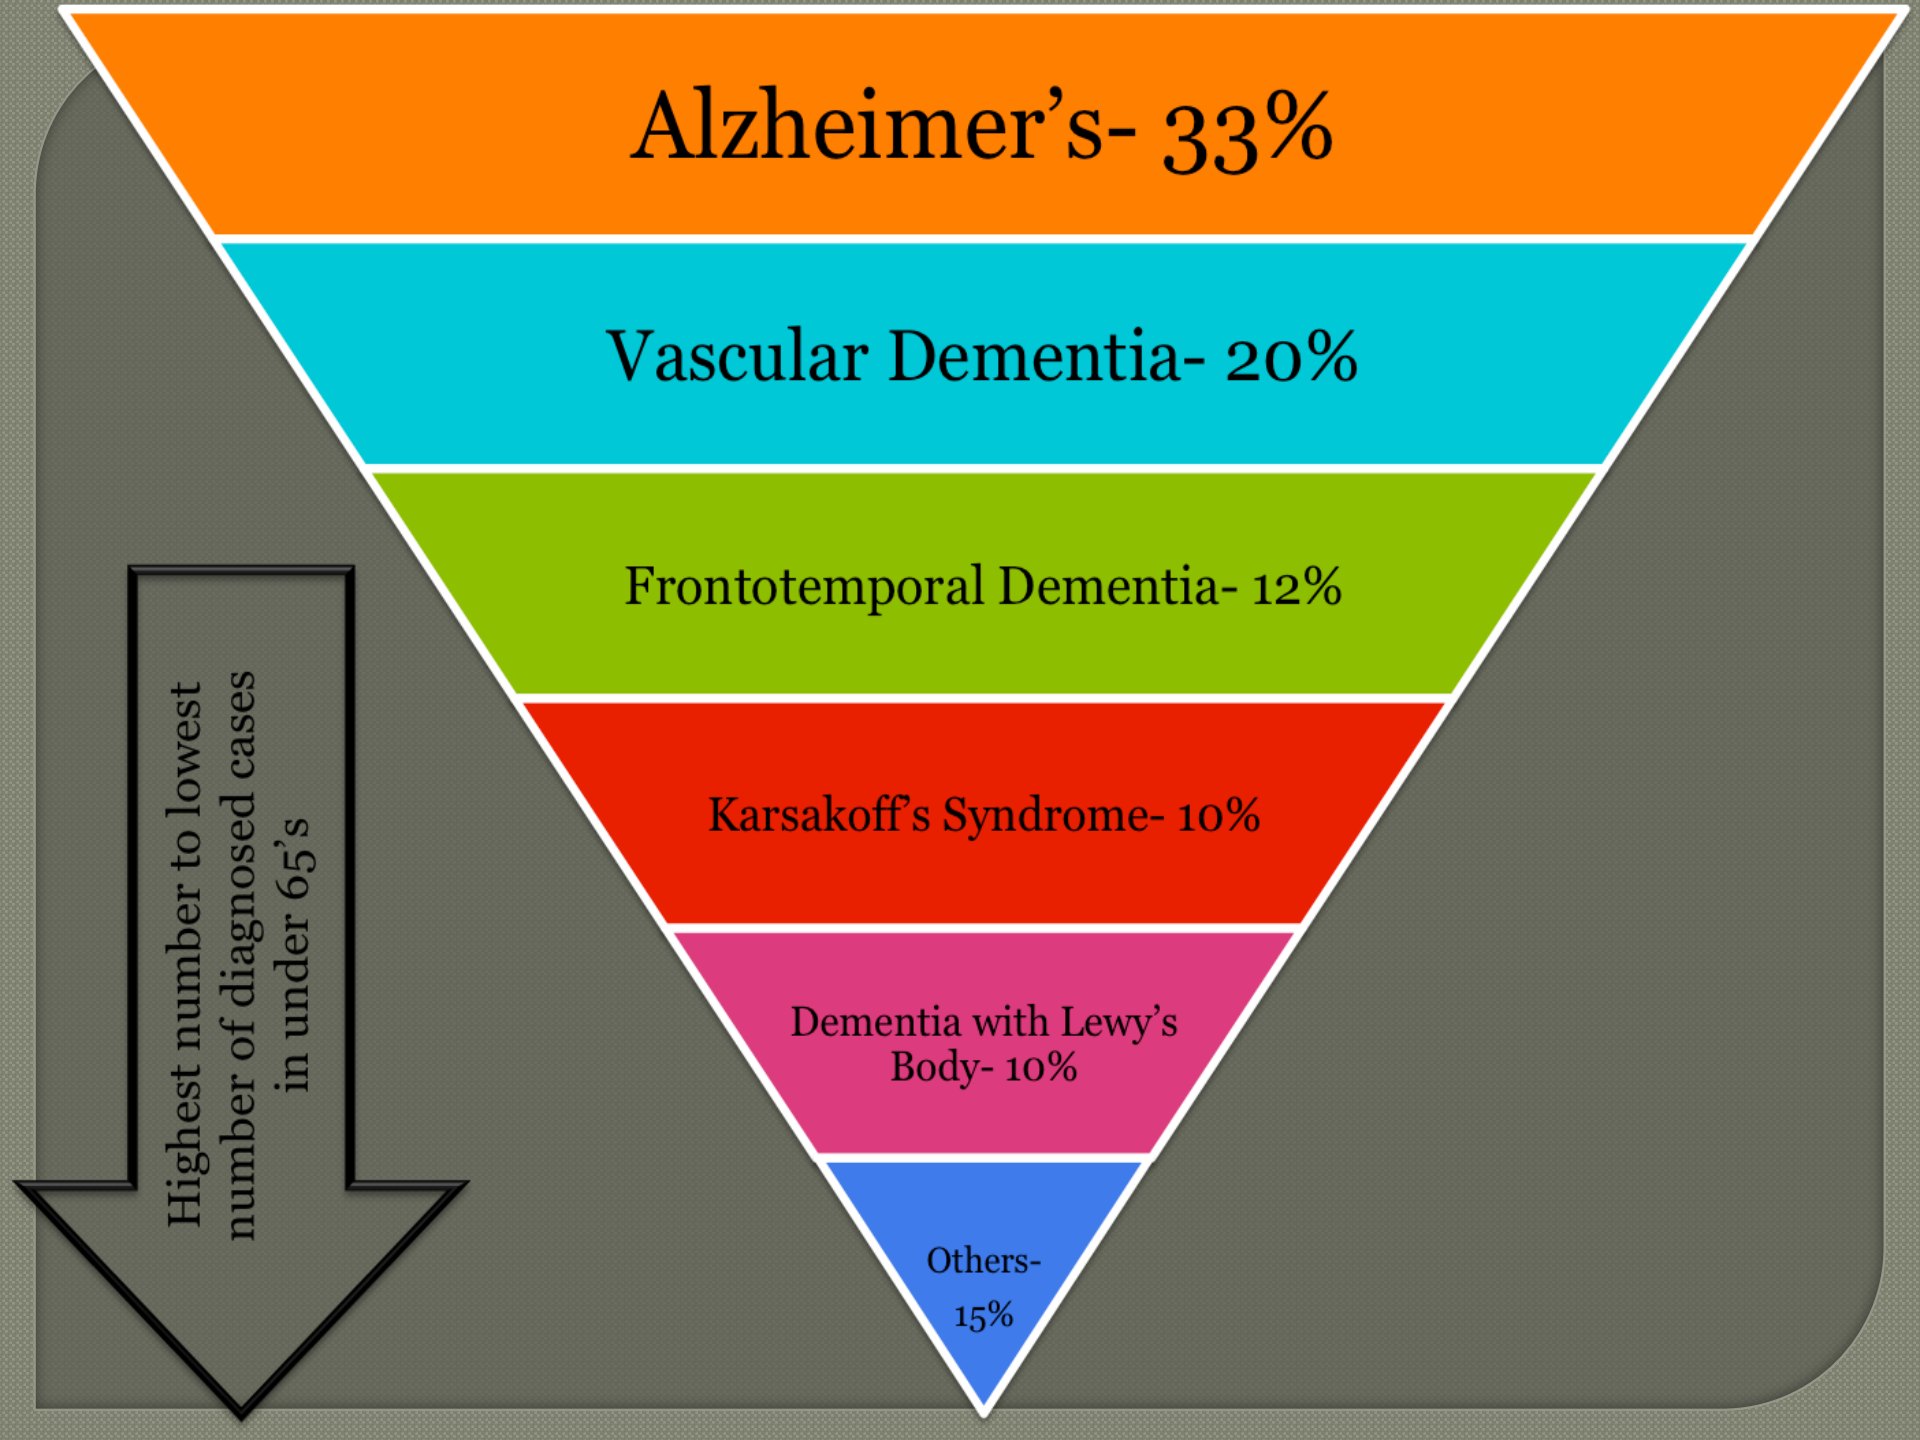 Alzheimer’s- 33%
Vascular Dementia- 20%
Frontotemporal Dementia- 12%
Karsakoff’s Syndrome- 10%
Dementia with Lewy’s
Body- 10%
Others-
15%
Highest number to lowest
number of diagnosed cases
in under 65’s